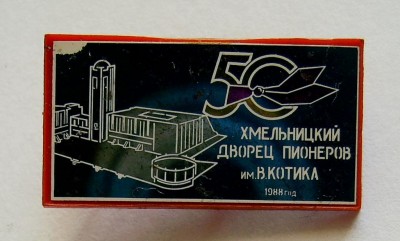 50
ХМЕЛЬНИЦКИЙ
ДВОРЕЦ ПИОНЕРОВ
ИМ.В.КОТИКА
1988 год